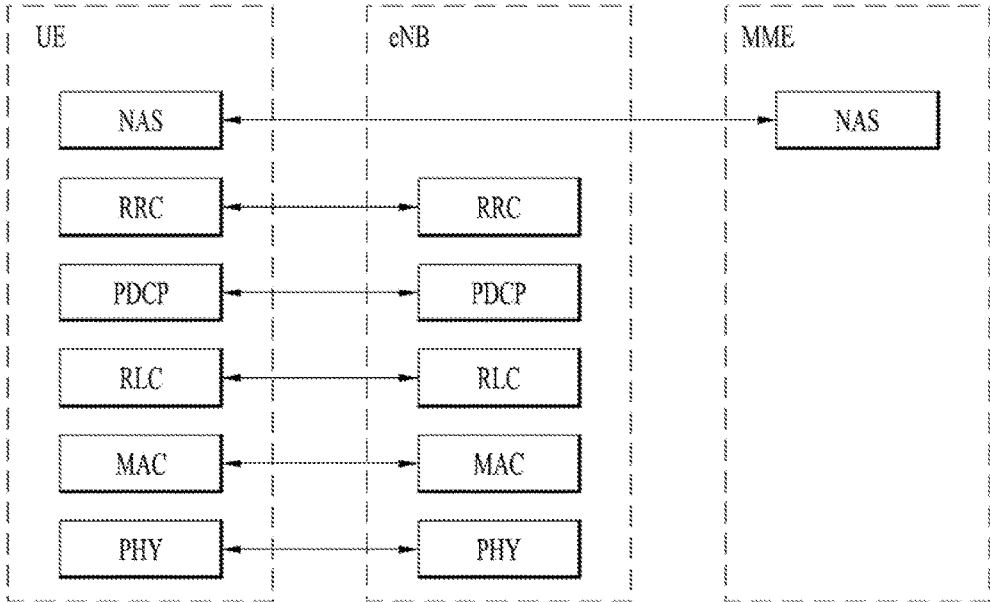 UE eNB MME
NAS NAS
RRC RRC
PDCP PDCP
RLC RLC
MAC MAC
PHY PHY